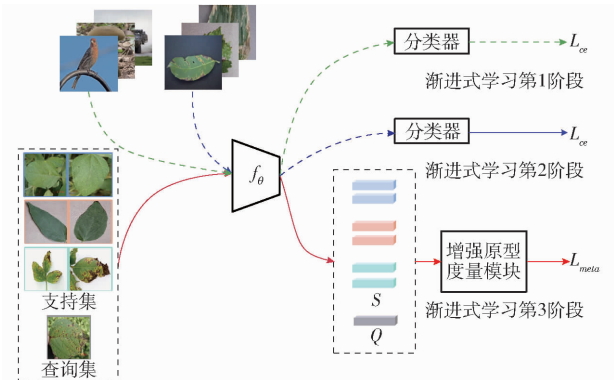 分类器
L_ce
渐进式学习第1阶段
分类器
L_ce
渐进式学习第2阶段
f_θ
增强原型
度量模块
L_meta
渐进式学习第3阶段
支持集
S
Q
查询集